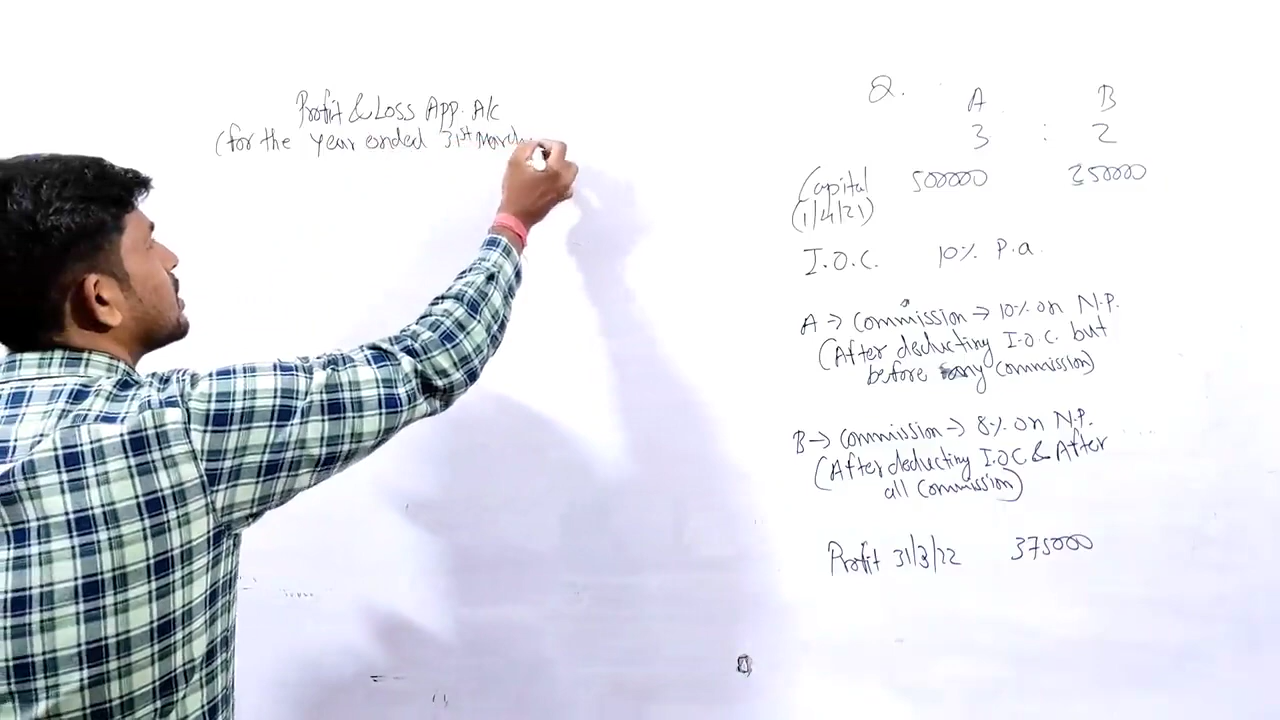 Profit & Loss App. A/c
(for the year ended 31st March
Q.
A B
3 : 2
Capital 500000 250000
(1/4/21)
I.O.C. 10% P.a.
A → Commission → 10% on N.P.
(After deducting I.O.C. but
before any Commission)
B → Commission → 8% on N.P.
(After deducting I.O.C & After
all Commission)
Profit 31/3/22 375000